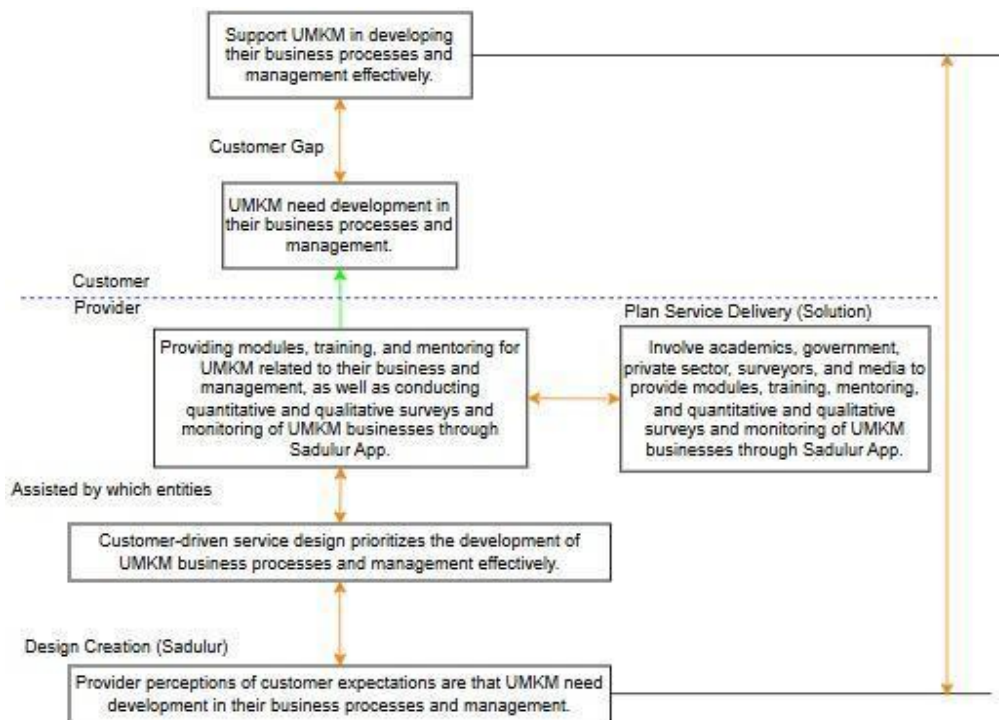 Support UMKM in developing
their business processes and
management effectively.
Customer Gap
UMKM need development in
their business processes and
management.
Customer
Provider
Plan Service Delivery (Solution)
Providing modules, training, and mentoring for
UMKM related to their business and
management, as well as conducting
quantitative and qualitative surveys and
monitoring of UMKM businesses through
Sadulur App.
Involve academics, government,
private sector, surveyors, and media to
provide modules, training, mentoring,
and quantitative and qualitative
surveys and monitoring of UMKM
businesses through Sadulur App.
Assisted by which entities
Customer-driven service design prioritizes the development of
UMKM business processes and management effectively.
Design Creation (Sadulur)
Provider perceptions of customer expectations are that UMKM need
development in their business processes and management.